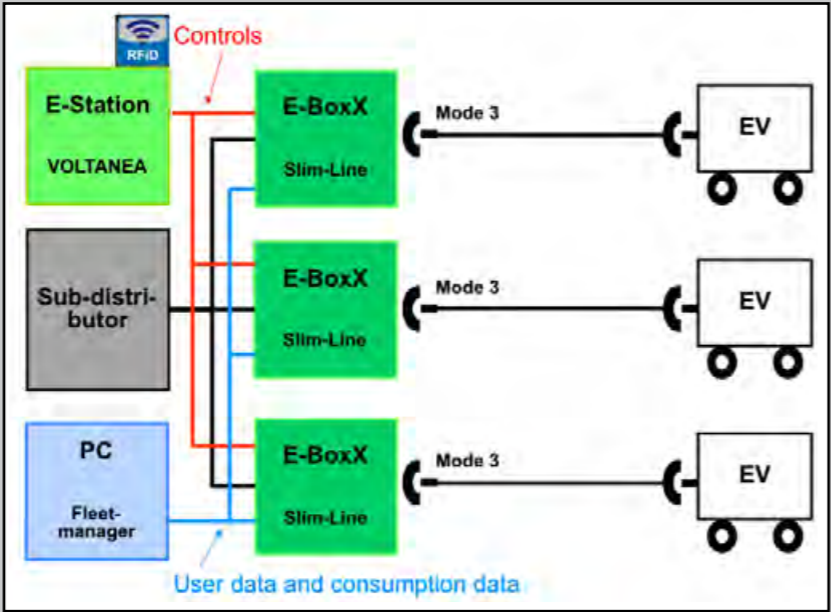 RFiD
Controls
E-Station
VOLTANEA
E-BoxX
Slim-Line
Mode 3
EV
Sub-distri-
butor
E-BoxX
Slim-Line
Mode 3
EV
PC
Fleet-
manager
E-BoxX
Slim-Line
Mode 3
EV
User data and consumption data